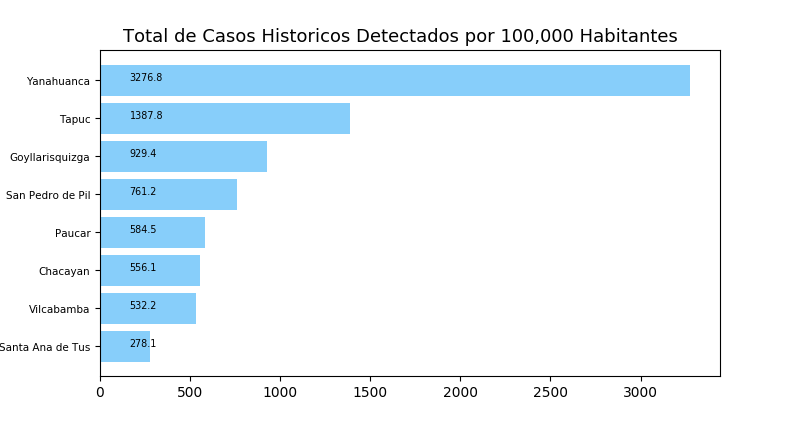 Total de Casos Historicos Detectados por 100,000 Habitantes
Yanahuanca 3276.8
Tapuc 1387.8
Goyllarisquizga 929.4
San Pedro de Pil 761.2
Paucar 584.5
Chacayan 556.1
Vilcabamba 532.2
Santa Ana de Tus 278.1
0 500 1000 1500 2000 2500 3000